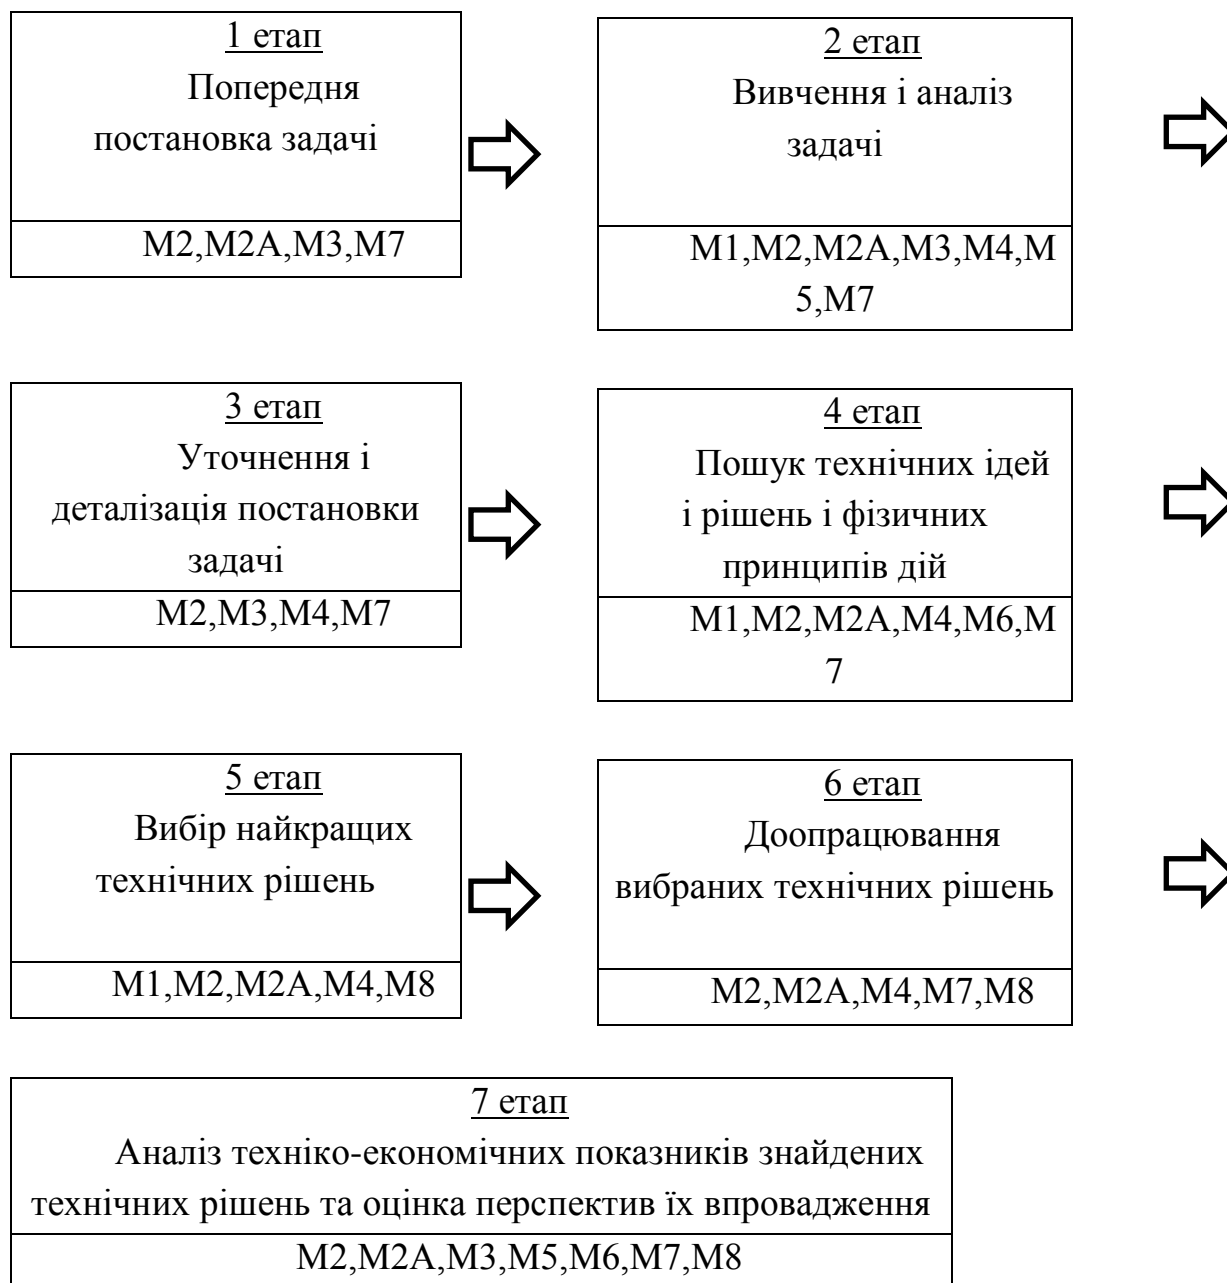 1 етап
Попередня
постановка задачі
М2,М2А,М3,М7
2 етап
Вивчення і аналіз
задачі
М1,М2,М2А,М3,М4,М
5,М7
3 етап
Уточнення і
деталізація постановки
задачі
М2,М3,М4,М7
4 етап
Пошук технічних ідей
і рішень і фізичних
принципів дій
М1,М2,М2А,М4,М6,М
7
5 етап
Вибір найкращих
технічних рішень
М1,М2,М2А,М4,М8
6 етап
Доопрацювання
вибраних технічних рішень
М2,М2А,М4,М7,М8
7 етап
Аналіз техніко-економічних показників знайдених
технічних рішень та оцінка перспектив їх впровадження
М2,М2А,М3,М5,М6,М7,М8